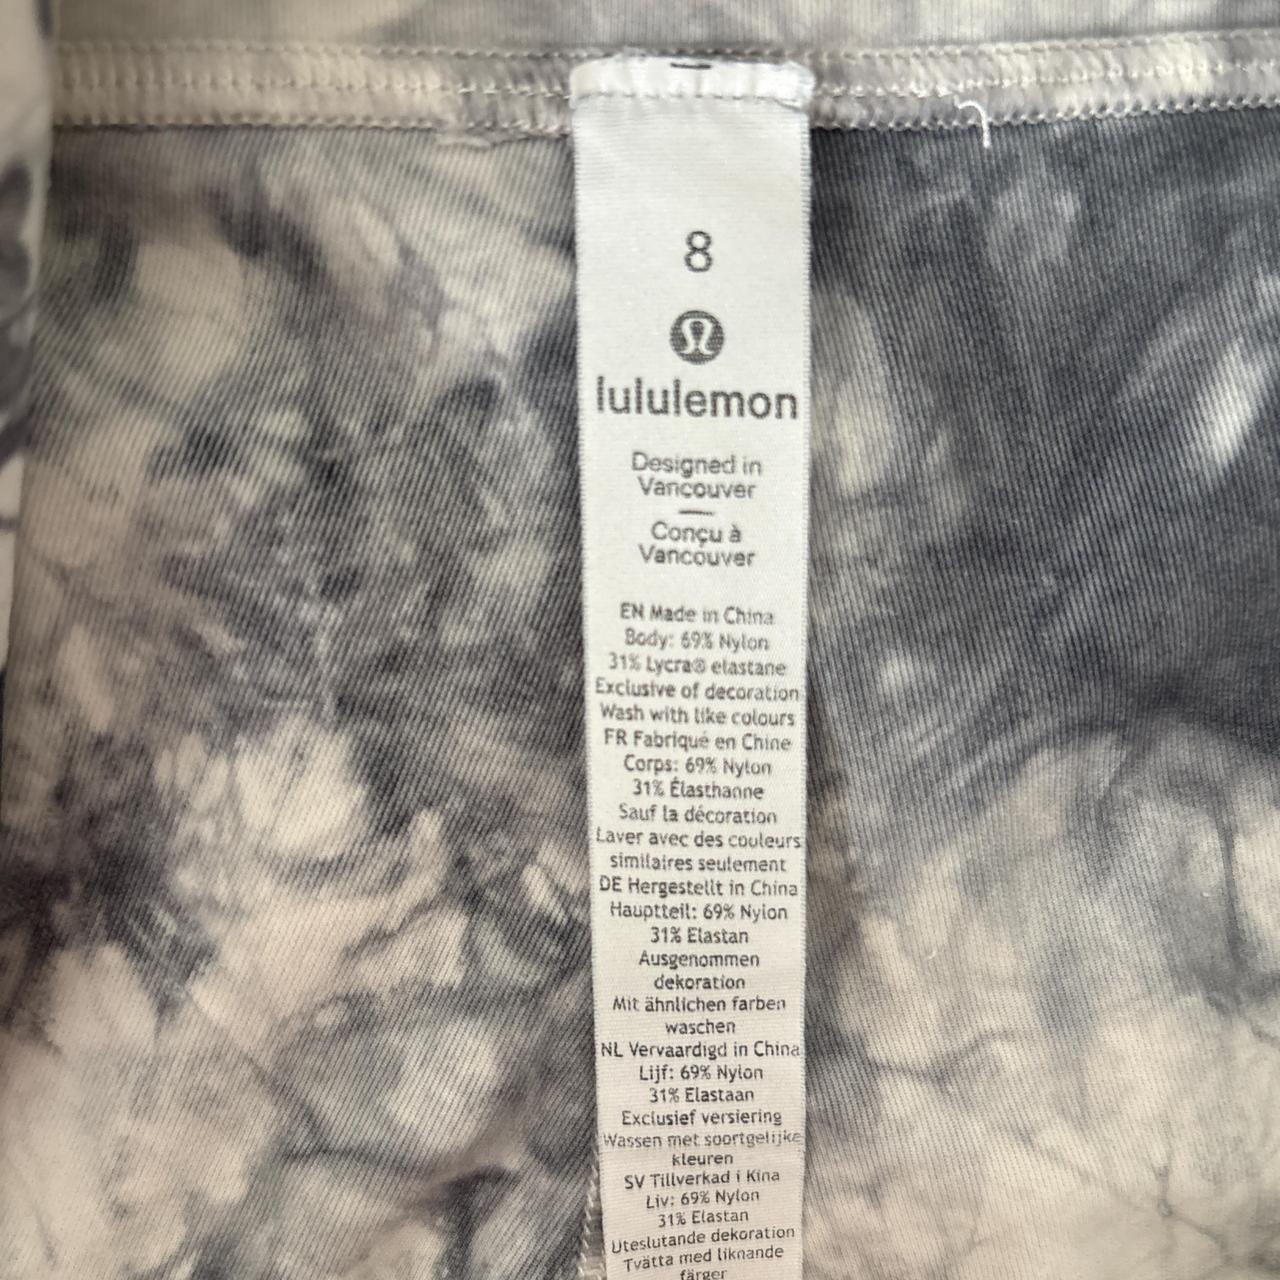 8
lululemon
Designed in
Vancouver
Conçu à
Vancouver
EN Made in China
Body: 69% Nylon
31% Lycra® elastane
Exclusive of decoration
Wash with like colours
FR Fabriqué en Chine
Corps: 69% Nylon
31% Élasthanne
Sauf la décoration
Laver avec des couleurs
similaires seulement
DE Hergestellt in China
Hauptteil: 69% Nylon
31% Elastan
Ausgenommen
dekoration
Mit ähnlichen farben
waschen
NL Vervaardigd in China
Lijf: 69% Nylon
31% Elastaan
Exclusief versiering
Wassen met soortgelijke
kleuren
SV Tillverkad i Kina
Liv: 69% Nylon
31% Elastan
Uteslutande dekoration
Tvätta med liknande
färger